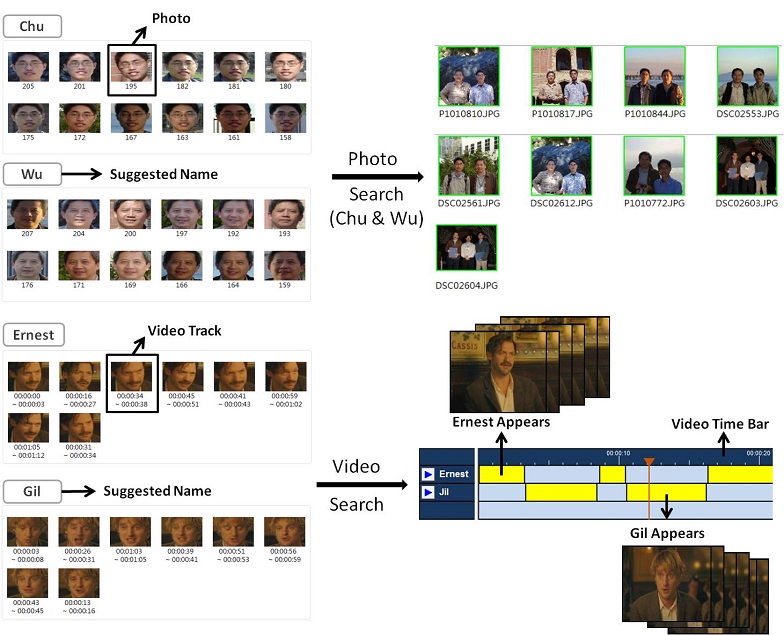 Chu
Photo
205 201 195 182 181 180
175 172 167 163 161 158
Wu
Suggested Name
207 204 200 197 192 193
176 171 169 166 164 159
Photo
Search
(Chu & Wu)
P1010810.JPG P1010817.JPG P1010844.JPG DSC02553.JPG
DSC02561.JPG DSC02612.JPG P1010772.JPG DSC02603.JPG
DSC02604.JPG
Ernest
Video Track
00:00:00 00:00:16 00:00:34 00:00:45 00:00:41 00:00:59
~ 00:00:03 ~ 00:00:27 ~ 00:00:38 ~ 00:00:51 ~ 00:00:43 ~ 00:01:02
00:01:05 00:00:31
~ 00:01:12 ~ 00:00:34
Gil
Suggested Name
00:00:03 00:00:26 00:01:03 00:00:39 00:00:51 00:00:56
~ 00:00:08 ~ 00:00:31 ~ 00:01:05 ~ 00:00:41 ~ 00:00:53 ~ 00:00:59
00:00:43 00:00:13
~ 00:00:45 ~ 00:00:16
Video
Search
CASSIS
Ernest Appears
Video Time Bar
00:00:10 00:00:20
Ernest
Jil
Gil Appears